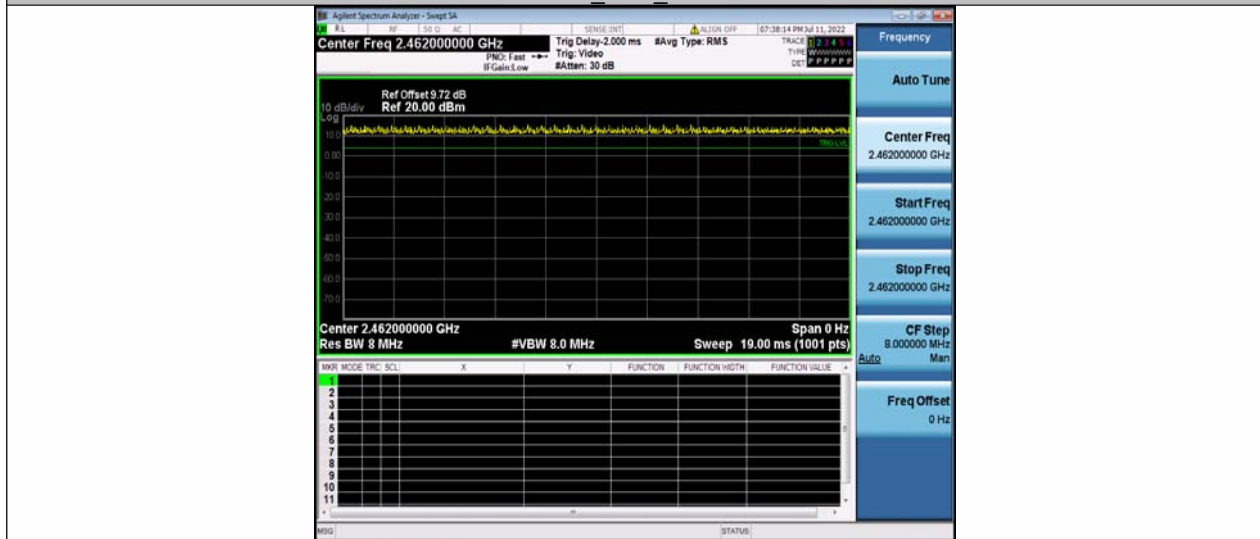 Agilent Spectrum Analyzer - Swept SA
RL RF 50 Ω AC SENSE:INT ALIGN OFF 07:38:14 PM Jul 11, 2022
Center Freq 2.462000000 GHz
PNO: Fast
IFGain:Low
Trig Delay-2.000 ms
Trig: Video
#Atten: 30 dB
#Avg Type: RMS
TRACE 1 2 3 4 5 6
TYPE WWWWWW
DET P P P P P P
Ref Offset 9.72 dB
10 dB/div Ref 20.00 dBm
Log
10.0
TRIG LVL
0.00
-10.0
-20.0
-30.0
-40.0
-50.0
-60.0
-70.0
Center 2.462000000 GHz Span 0 Hz
Res BW 8 MHz #VBW 8.0 MHz Sweep 19.00 ms (1001 pts)
MKR MODE TRC SCL X Y FUNCTION FUNCTION WIDTH FUNCTION VALUE
1
2
3
4
5
6
7
8
9
10
11
MSG STATUS
Frequency
Auto Tune
Center Freq
2.462000000 GHz
Start Freq
2.462000000 GHz
Stop Freq
2.462000000 GHz
CF Step
8.000000 MHz
Auto Man
Freq Offset
0 Hz